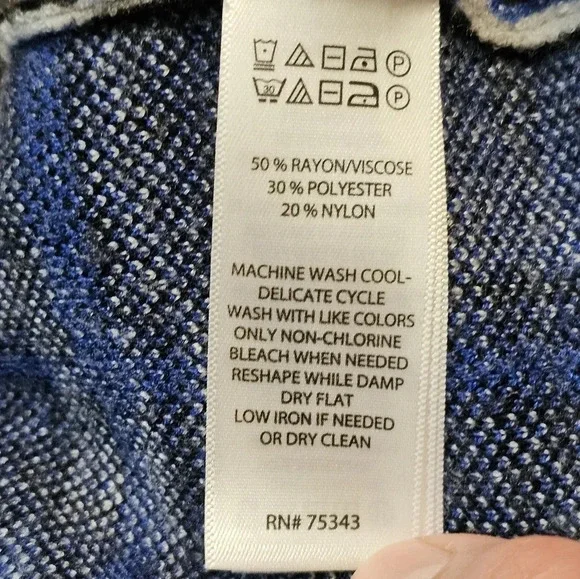 P
30 P
50 % RAYON/VISCOSE
30 % POLYESTER
20 % NYLON
MACHINE WASH COOL-
DELICATE CYCLE
WASH WITH LIKE COLORS
ONLY NON-CHLORINE
BLEACH WHEN NEEDED
RESHAPE WHILE DAMP
DRY FLAT
LOW IRON IF NEEDED
OR DRY CLEAN
RN# 75343